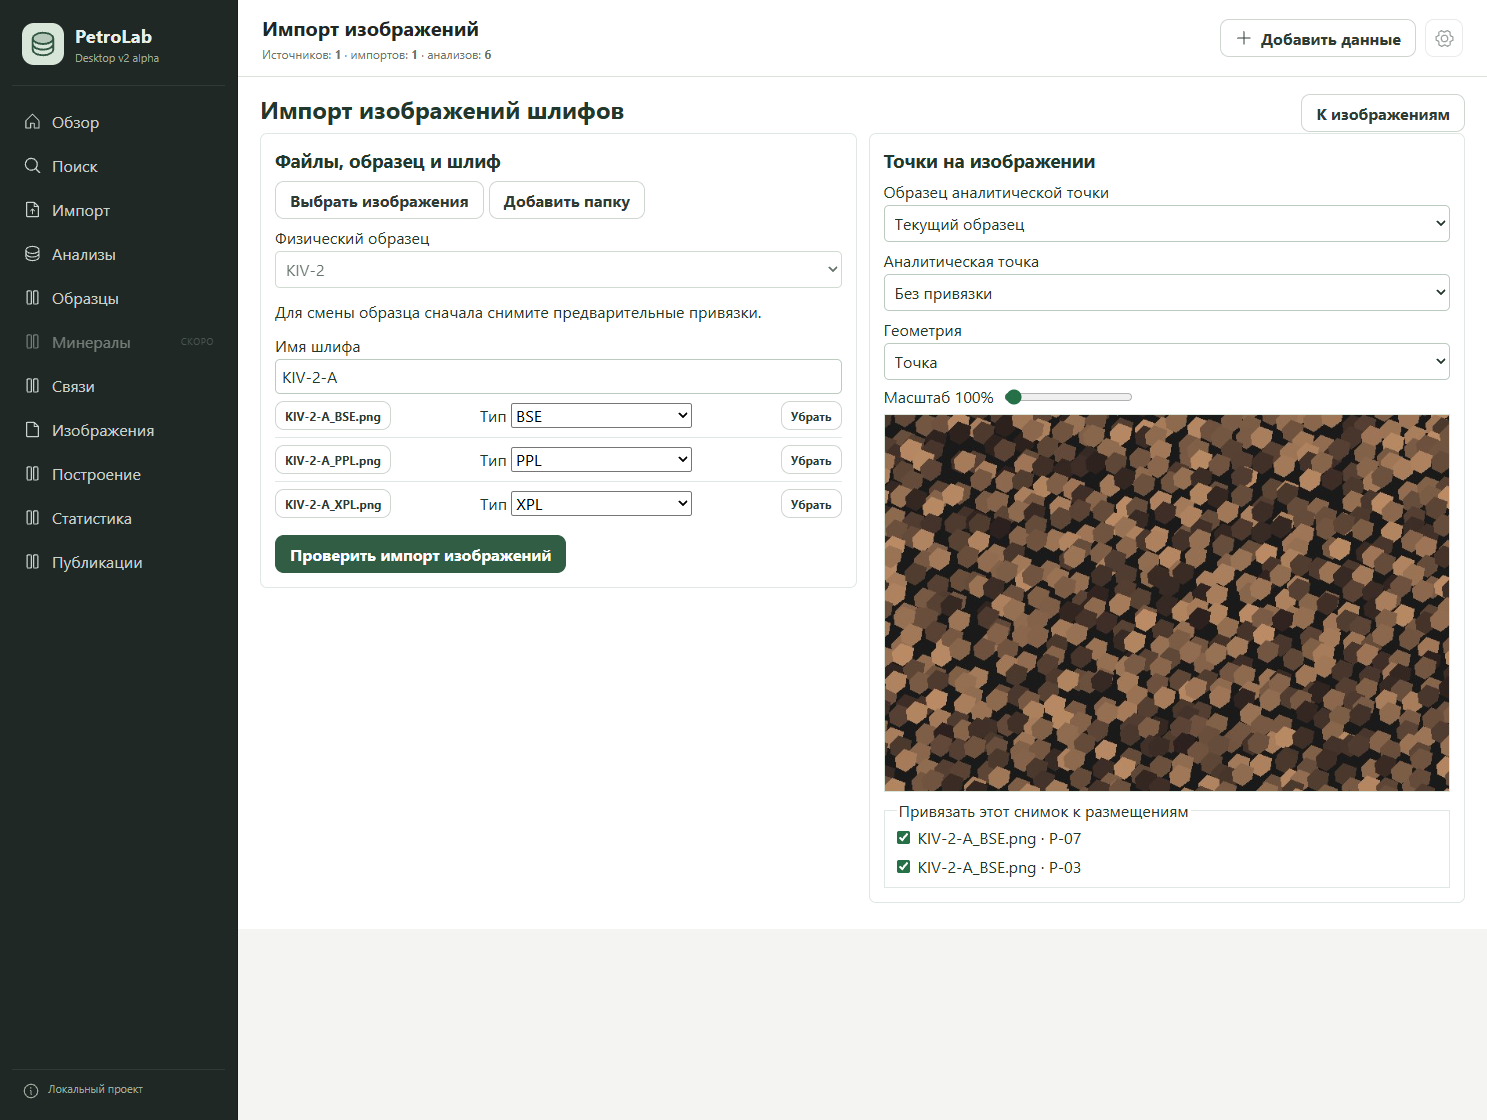 PetroLab
Desktop v2 alpha
Обзор
Поиск
Импорт
Анализы
Образцы
Минералы СКОРО
Связи
Изображения
Построение
Статистика
Публикации
Локальный проект
Импорт изображений
Источников: 1 · импортов: 1 · анализов: 6
Добавить данные
Импорт изображений шлифов
К изображениям
Файлы, образец и шлиф
Выбрать изображения Добавить папку
Физический образец
KIV-2
Для смены образца сначала снимите предварительные привязки.
Имя шлифа
KIV-2-A
KIV-2-A_BSE.png Тип BSE Убрать
KIV-2-A_PPL.png Тип PPL Убрать
KIV-2-A_XPL.png Тип XPL Убрать
Проверить импорт изображений
Точки на изображении
Образец аналитической точки
Текущий образец
Аналитическая точка
Без привязки
Геометрия
Точка
Масштаб 100%
Привязать этот снимок к размещениям
KIV-2-A_BSE.png · P-07
KIV-2-A_BSE.png · P-03